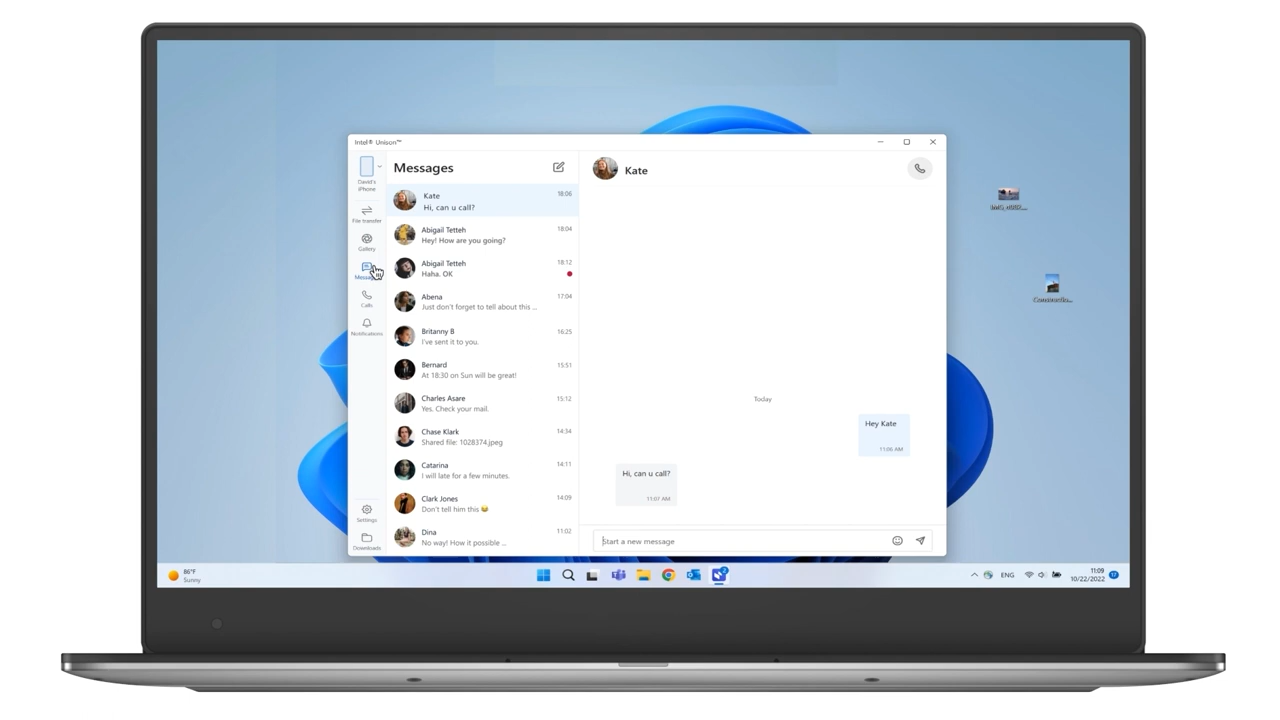 Intel® Unison™
David's
iPhone
File transfer
Gallery
Calls
Notifications
Settings
Downloads
Messages
Kate
18:06
Hi, can u call?
Abigail Tetteh
18:04
Hey! How are you going?
Abigail Tetteh
18:12
Haha. OK
Abena
17:04
Just don't forget to tell about this ...
Britanny B
16:25
I've sent it to you.
Bernard
15:51
At 18:30 on Sun will be great!
Charles Asare
15:12
Yes. Check your mail.
Chase Klark
14:34
Shared file: 1028374.jpeg
Catarina
14:11
I will late for a few minutes.
Clark Jones
14:09
Don't tell him this 😂
Dina
11:02
No way! How it possible ...
Kate
Today
Hey Kate
11:06 AM
Hi, can u call?
11:07 AM
Start a new message
86°F
Sunny
ENG
11:09
10/22/2022